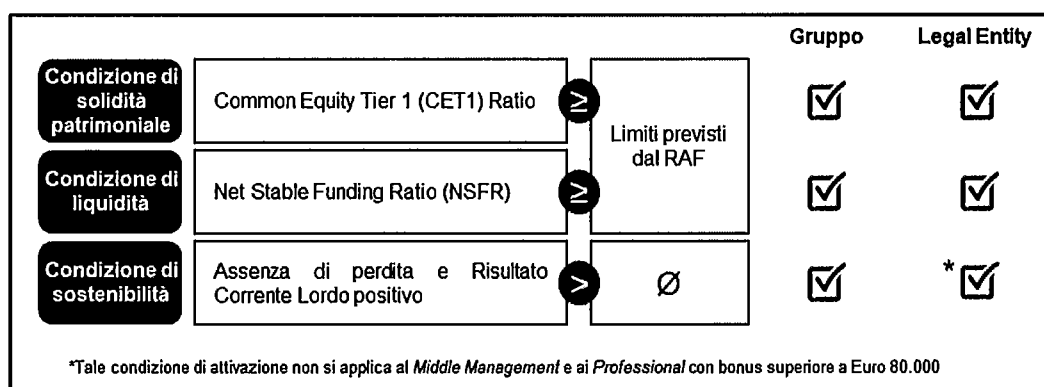 Gruppo Legal Entity
Condizione di
solidità
patrimoniale
Common Equity Tier 1 (CET1) Ratio
≥
Limiti previsti
dal RAF
Condizione di
liquidità
Net Stable Funding Ratio (NSFR)
≥
Condizione di
sostenibilità
Assenza di perdita e Risultato
Corrente Lordo positivo
>
Ø
*
*Tale condizione di attivazione non si applica al Middle Management e ai Professional con bonus superiore a Euro 80.000